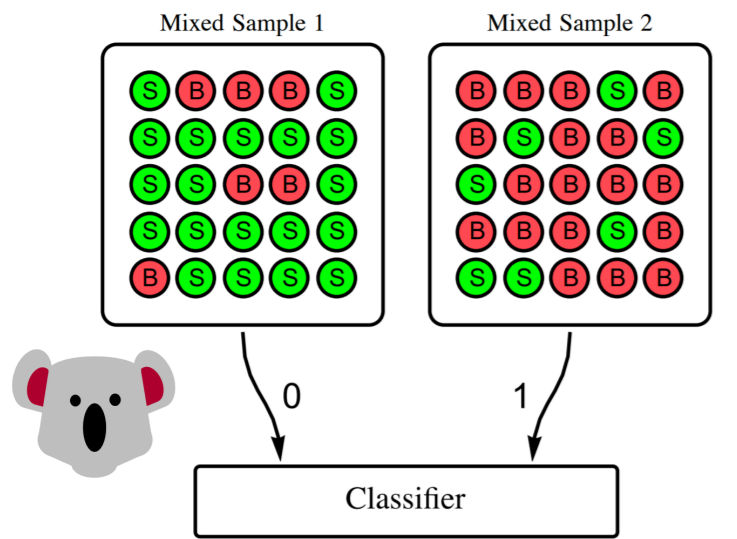 Mixed Sample 1 Mixed Sample 2
S B B B S B B B S B
S S S S S B S B B S
S S B B S S B B B B
S S S S S B B B S B
B S S S S S S B B B
0 1
Classifier